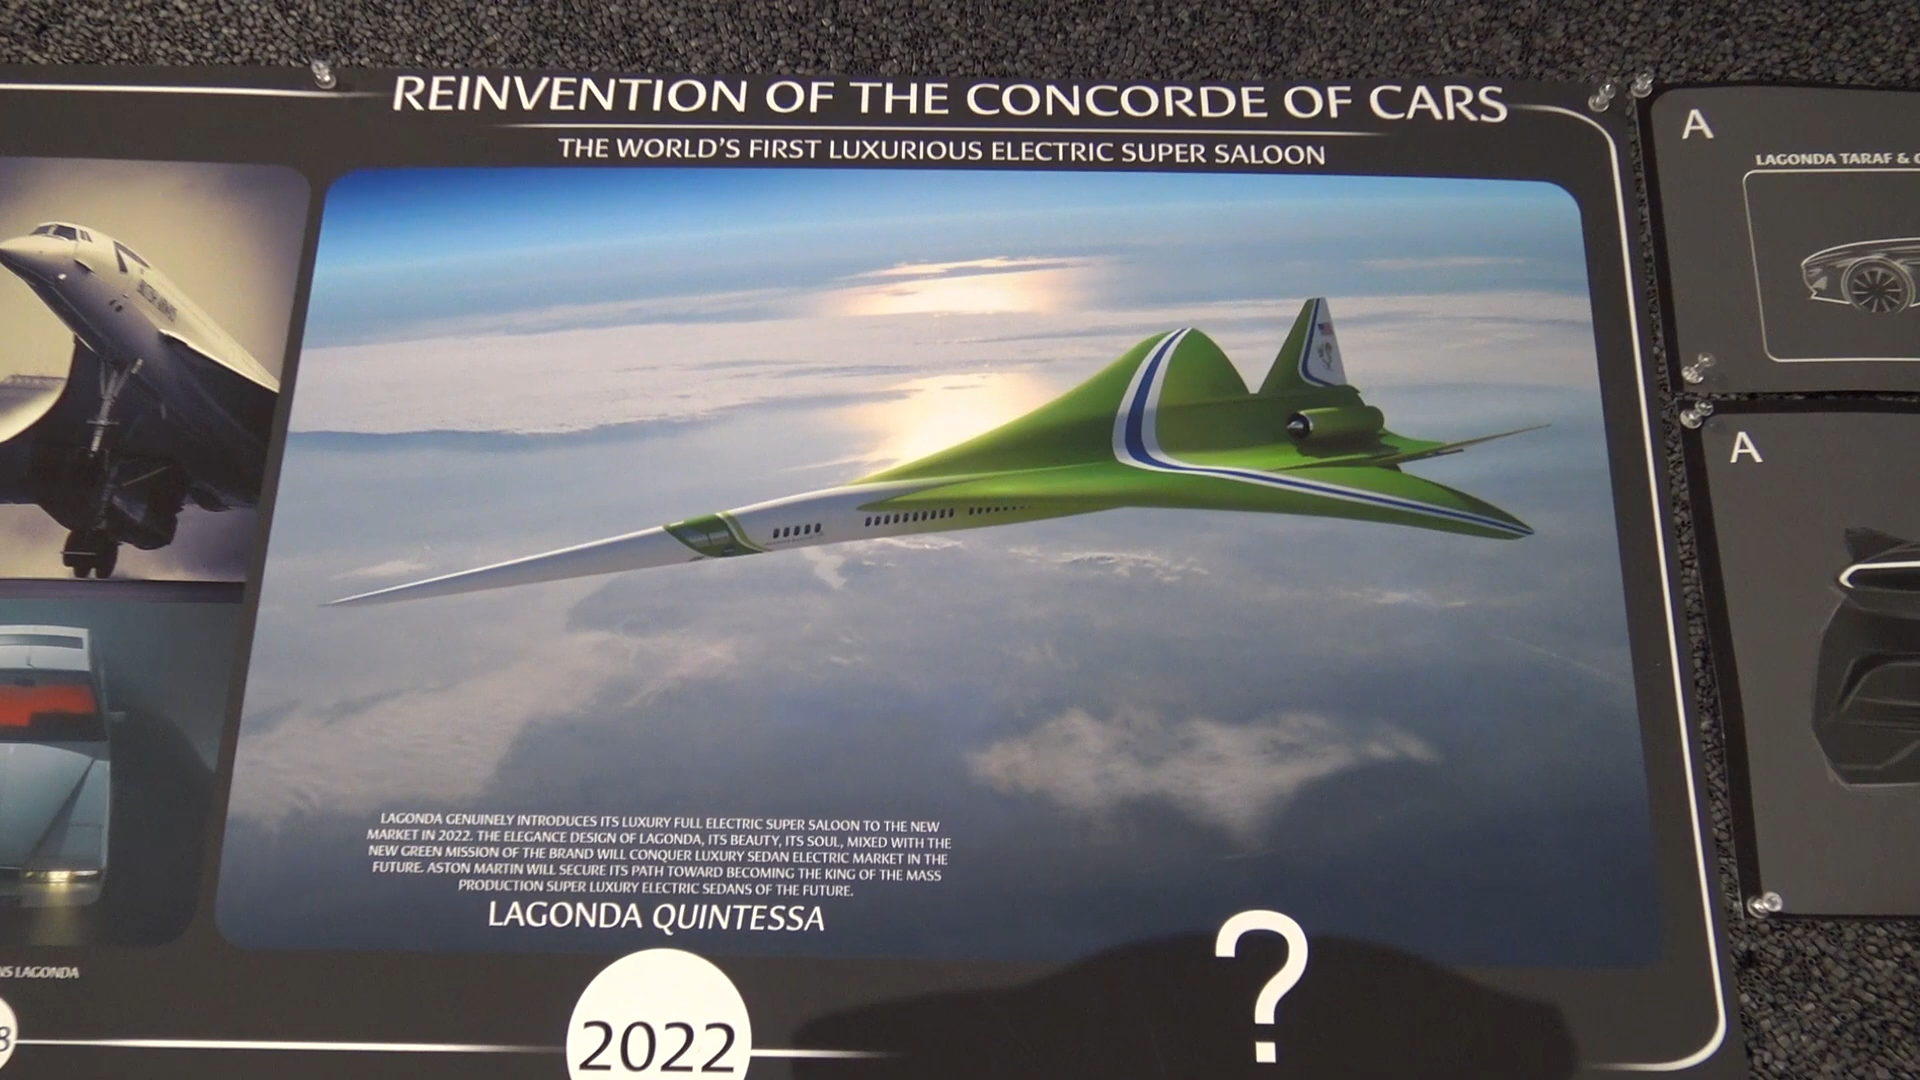 REINVENTION OF THE CONCORDE OF CARS
THE WORLD'S FIRST LUXURIOUS ELECTRIC SUPER SALOON
A
LAGONDA TARAF &
A
LAGONDA GENUINELY INTRODUCES ITS LUXURY FULL ELECTRIC SUPER SALOON TO THE NEW
MARKET IN 2022. THE ELEGANCE DESIGN OF LAGONDA, ITS BEAUTY, ITS SOUL, MIXED WITH THE
NEW GREEN MISSION OF THE BRAND WILL CONQUER LUXURY SEDAN ELECTRIC MARKET IN THE
FUTURE. ASTON MARTIN WILL SECURE ITS PATH TOWARD BECOMING THE KING OF THE MASS
PRODUCTION SUPER LUXURY ELECTRIC SEDANS OF THE FUTURE.
LAGONDA QUINTESSA
LAGONDA
8
2022
?